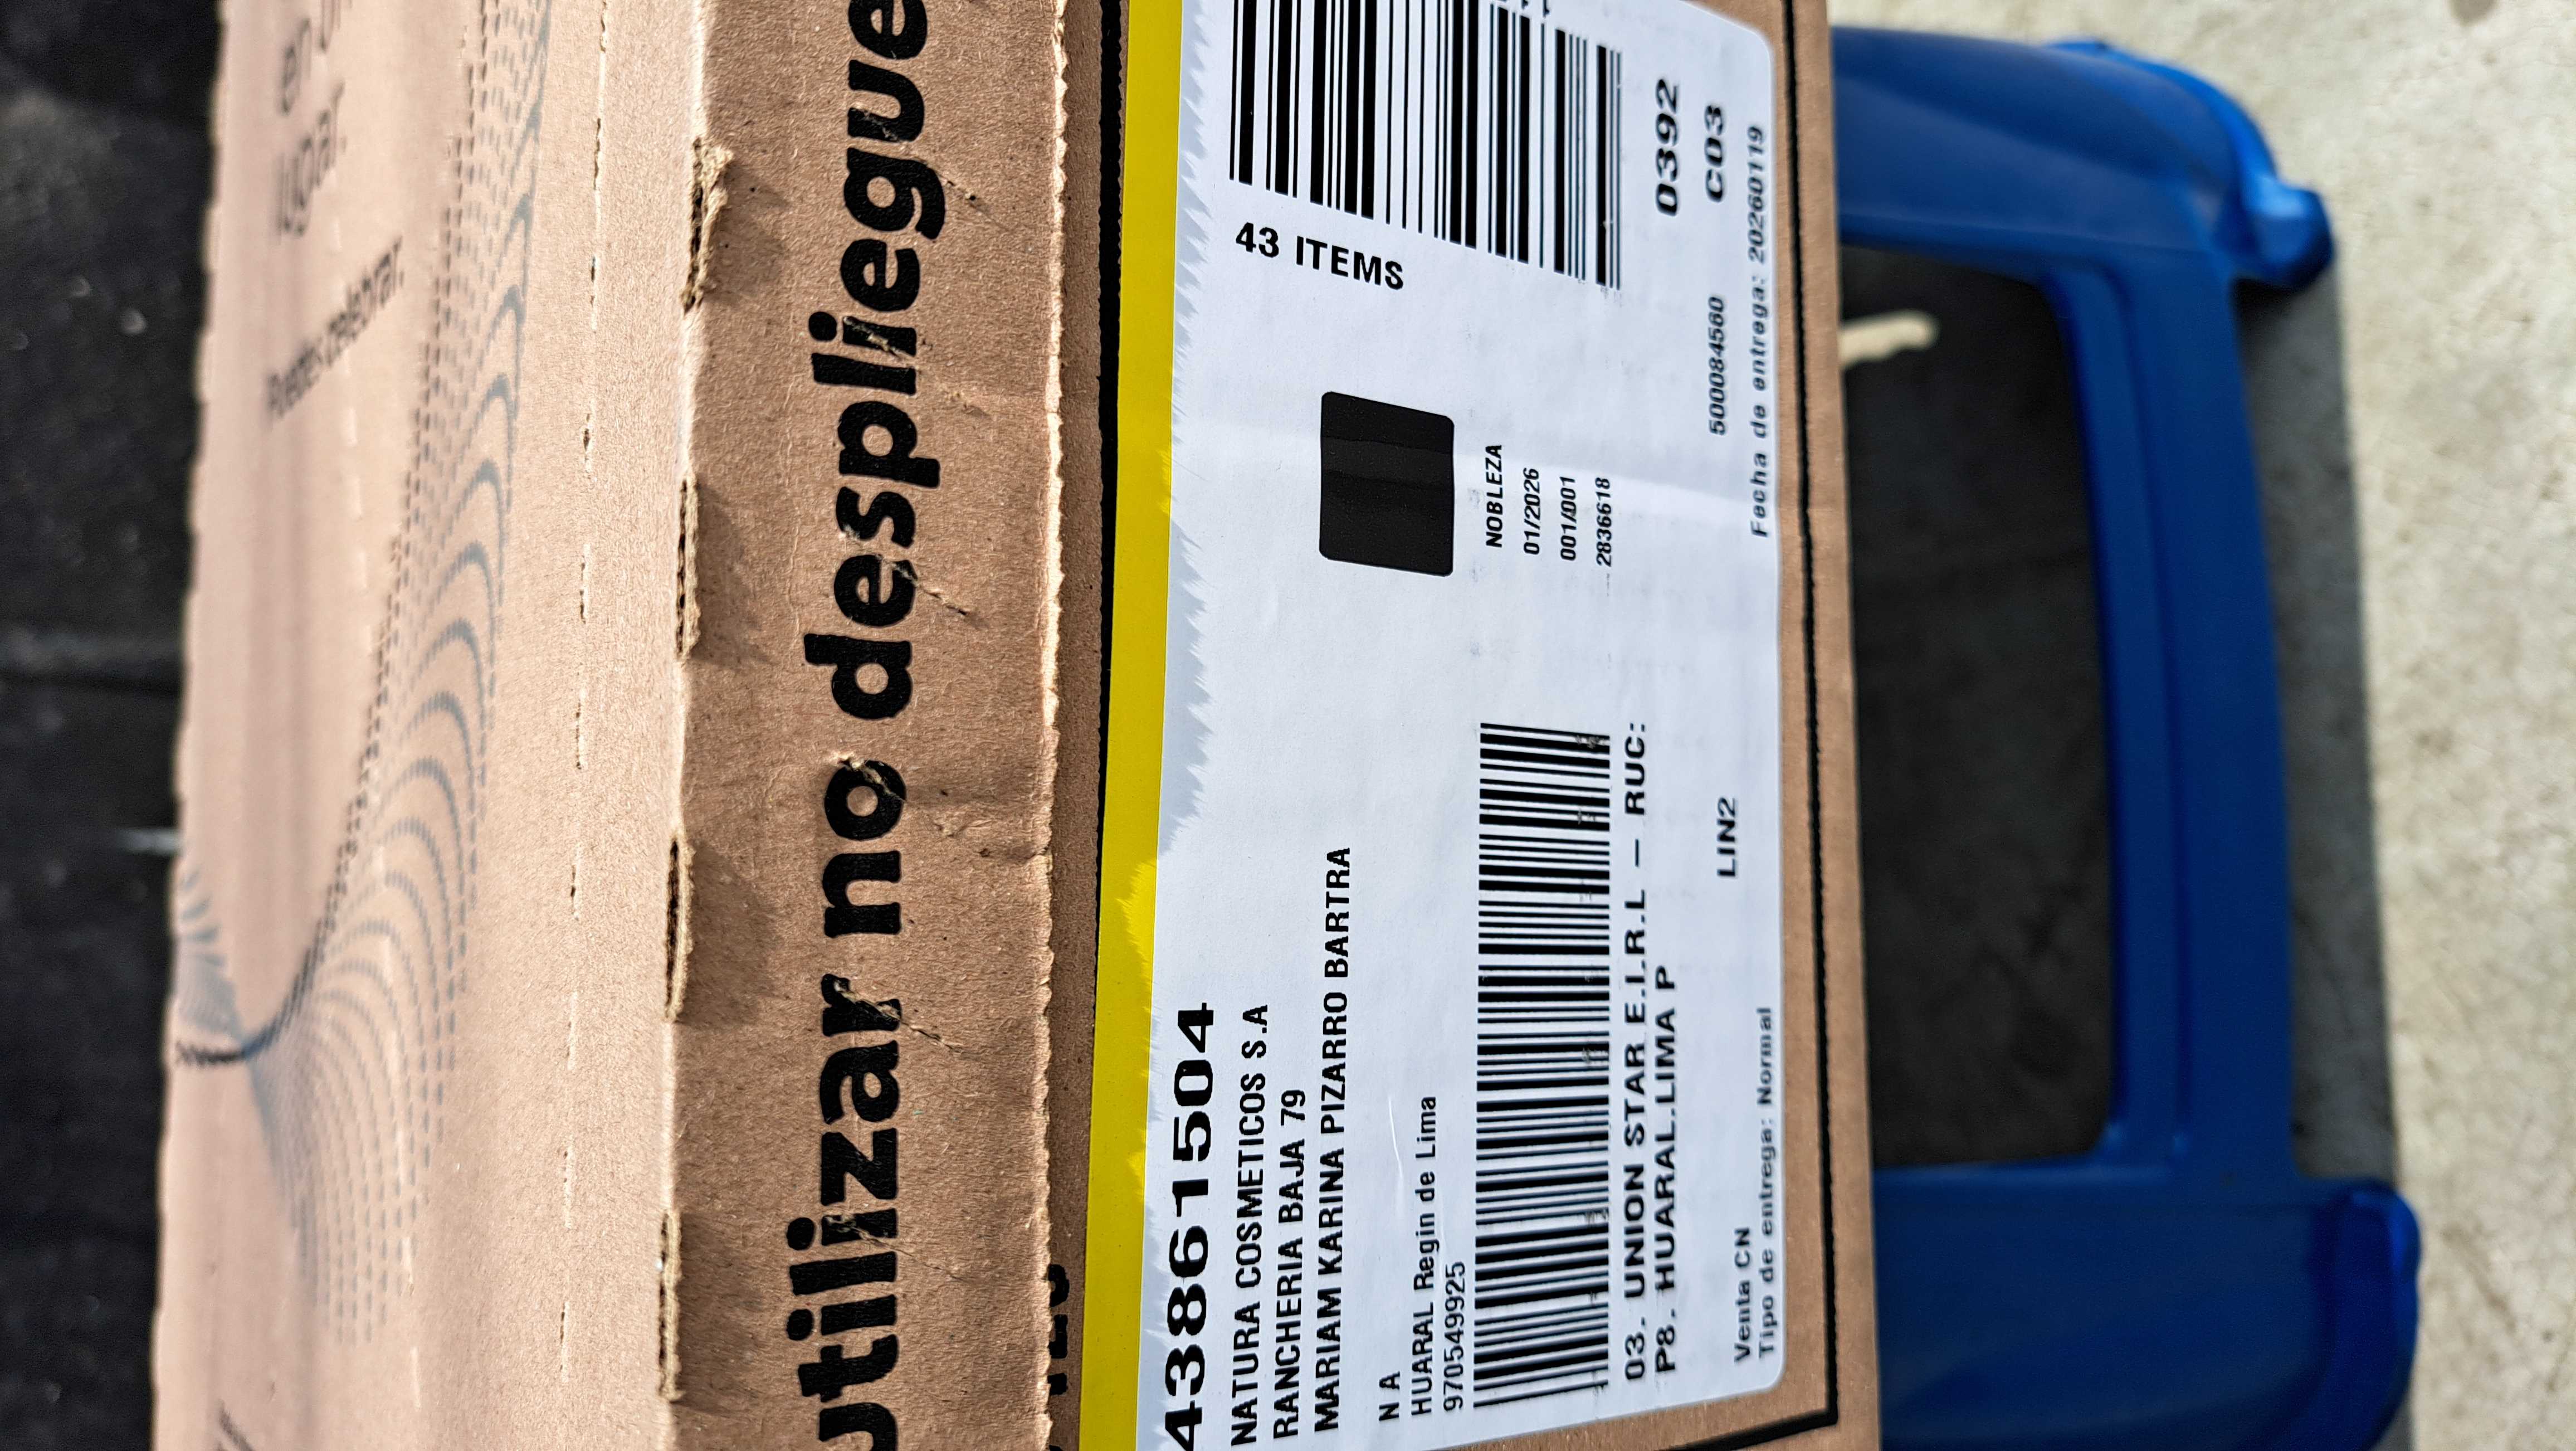 Puedes celebrar.
utilizar no despliegue
43861504
NATURA COSMETICOS S.A
RANCHERIA BAJA 79
MARIAM KARINA PIZARRO BARTRA
N A
HUARAL Regin de Lima
970549925
03. UNION STAR E.I.R.L - RUC:
P8. HUARAL.LIMA P
LIN2
Venta CN
Tipo de entrega: Normal
43 ITEMS
NOBLEZA
01/2026
001/001
2836618
0392
C03
500084560
Fecha de entrega: 20260119